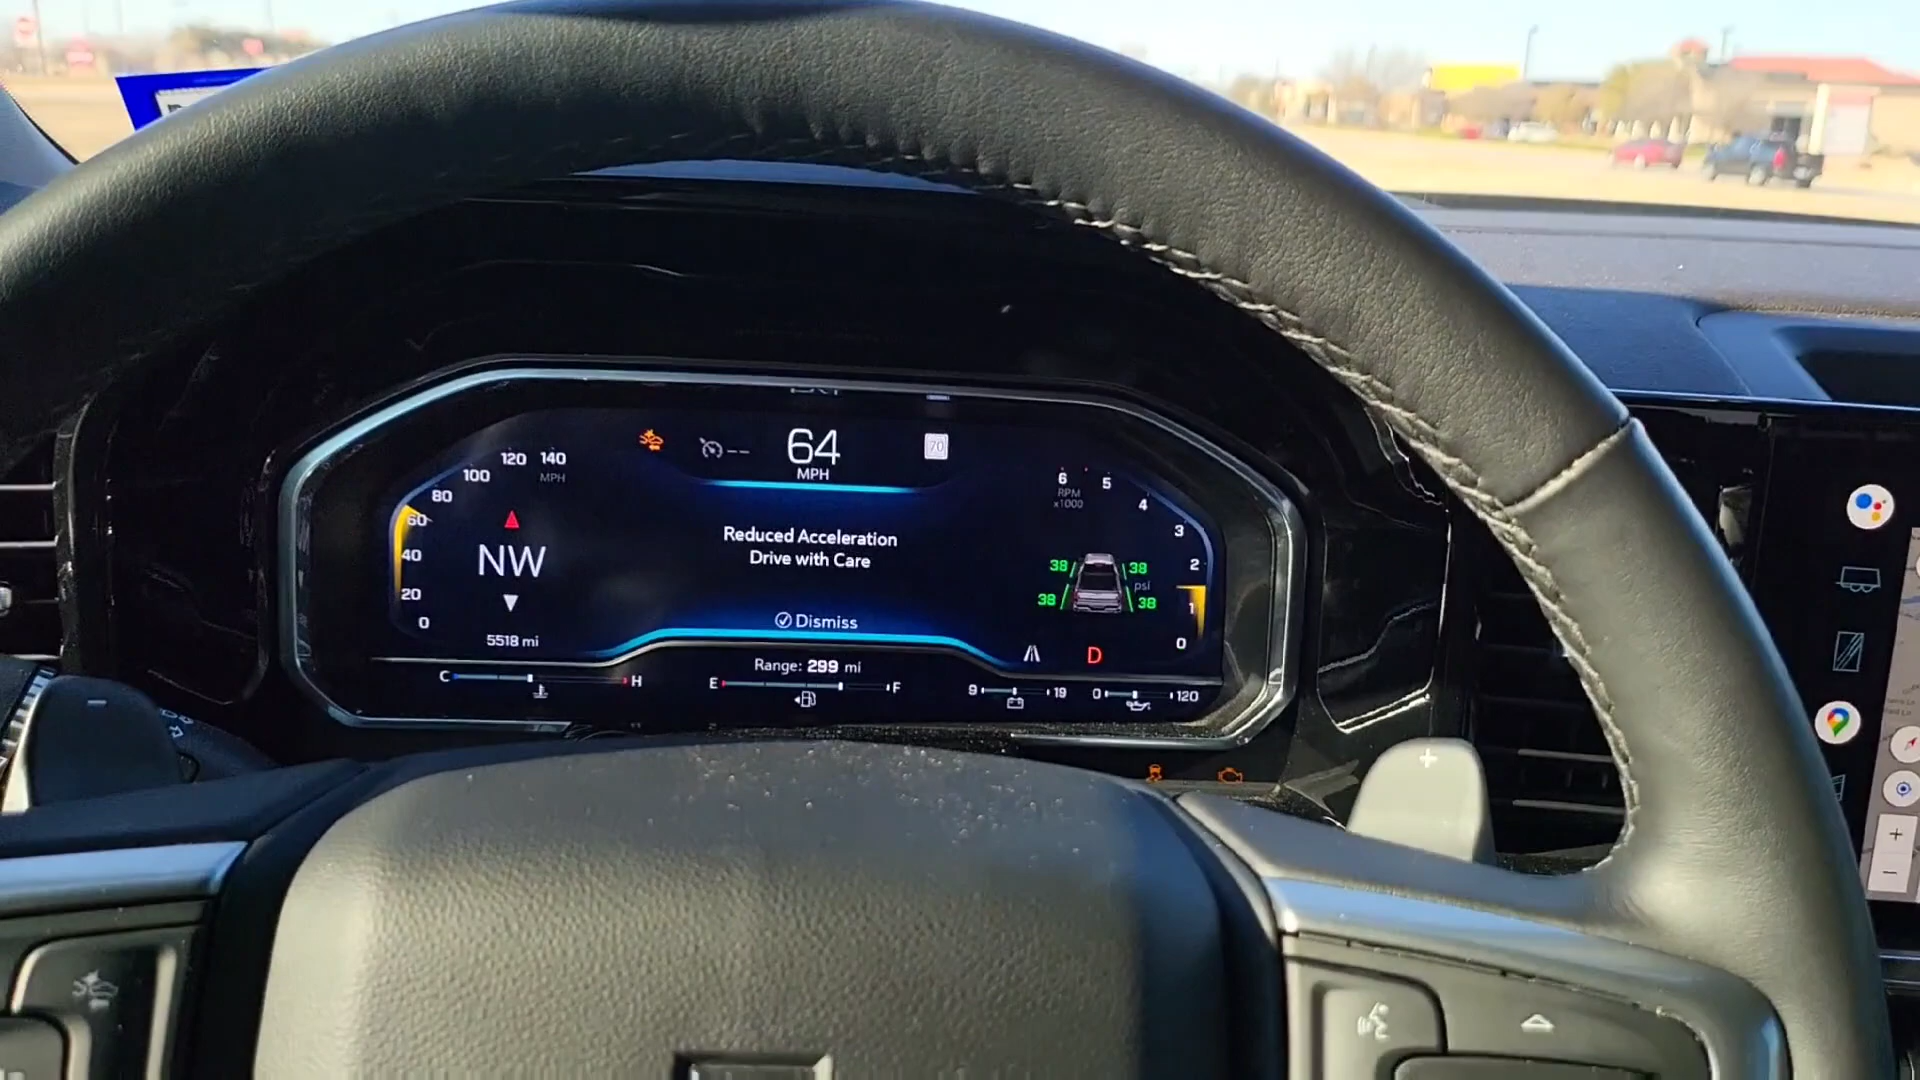 64
MPH
70
120 140
MPH
100
80
60
40
20
0
NW
5518 mi
Reduced Acceleration
Drive with Care
Dismiss
6
5
4
3
2
1
0
RPM
x1000
38 38
psi
38 38
D
C H
Range: 299 mi
E F
9 19
0 120